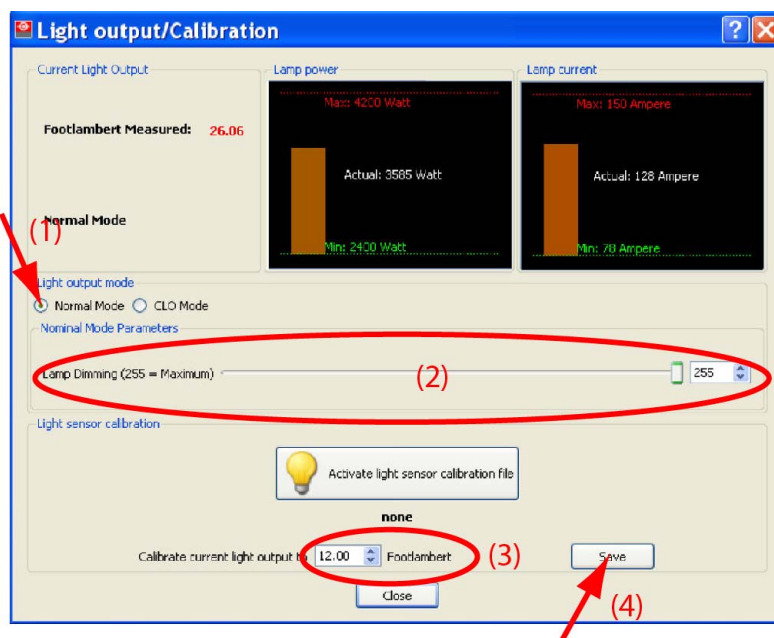 Light output/Calibration
Current Light Output
Footlambert Measured: 26.06
Normal Mode
Lamp power
Max: 4200 Watt
Actual: 3585 Watt
Min: 2400 Watt
Lamp current
Max: 150 Ampere
Actual: 128 Ampere
Min: 78 Ampere
(1)
Light output mode
Normal Mode CLO Mode
Nominal Mode Parameters
Lamp Dimming (255 = Maximum) (2) 255
Light sensor calibration
Activate light sensor calibration file
none
Calibrate current light output to 12.00 Footlambert (3) Save
Close (4)